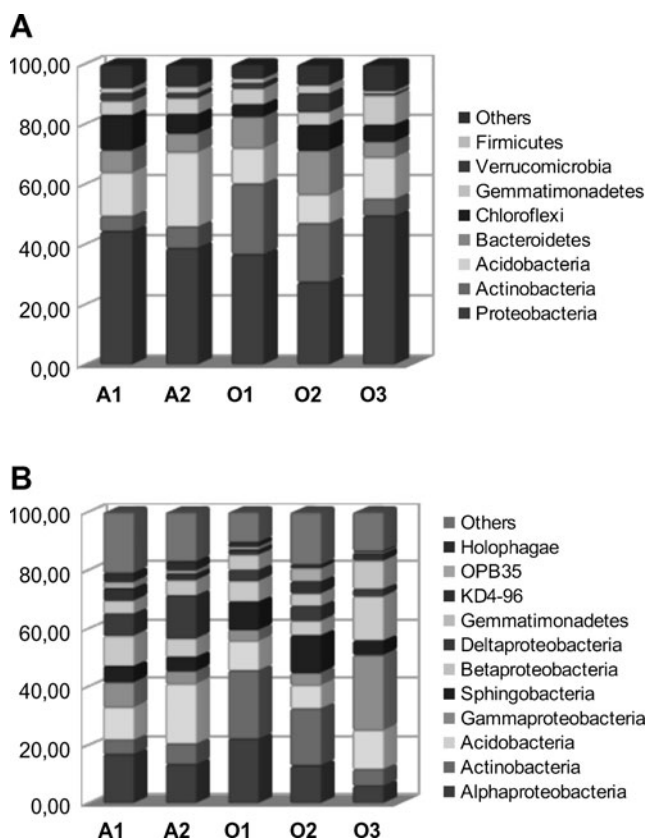 A
100,00
80,00
60,00
40,00
20,00
0,00
A1 A2 O1 O2 O3
Others
Firmicutes
Verrucomicrobia
Gemmatimonadetes
Chloroflexi
Bacteroidetes
Acidobacteria
Actinobacteria
Proteobacteria
B
100,00
80,00
60,00
40,00
20,00
0,00
A1 A2 O1 O2 O3
Others
Holophagae
OPB35
KD4-96
Gemmatimonadetes
Deltaproteobacteria
Betaproteobacteria
Sphingobacteria
Gammaproteobacteria
Acidobacteria
Actinobacteria
Alphaproteobacteria